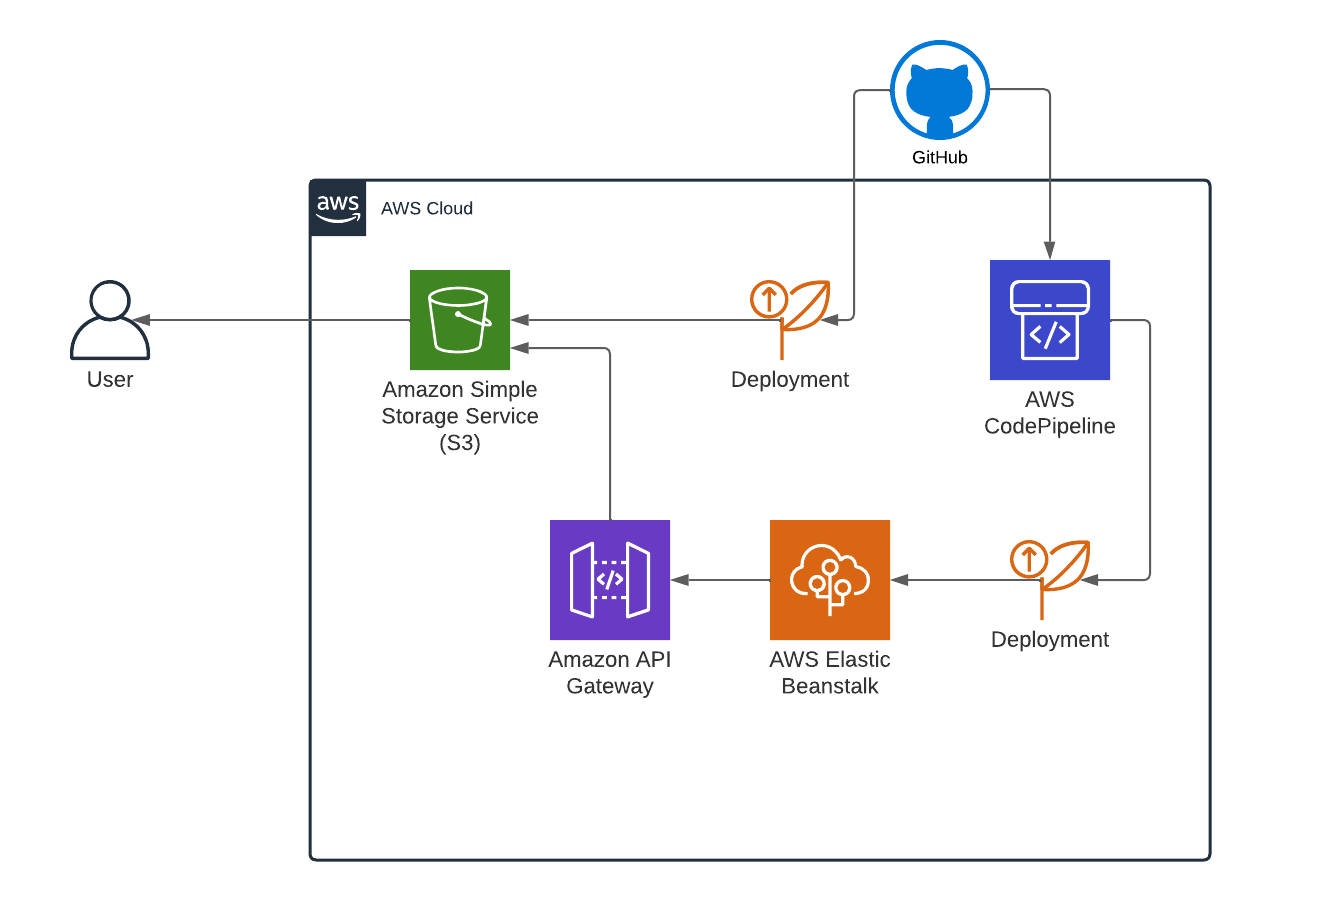 GitHub
aws
AWS Cloud
User
Amazon Simple
Storage Service
(S3)
Deployment
</>
AWS
CodePipeline
</>
Amazon API
Gateway
AWS Elastic
Beanstalk
Deployment